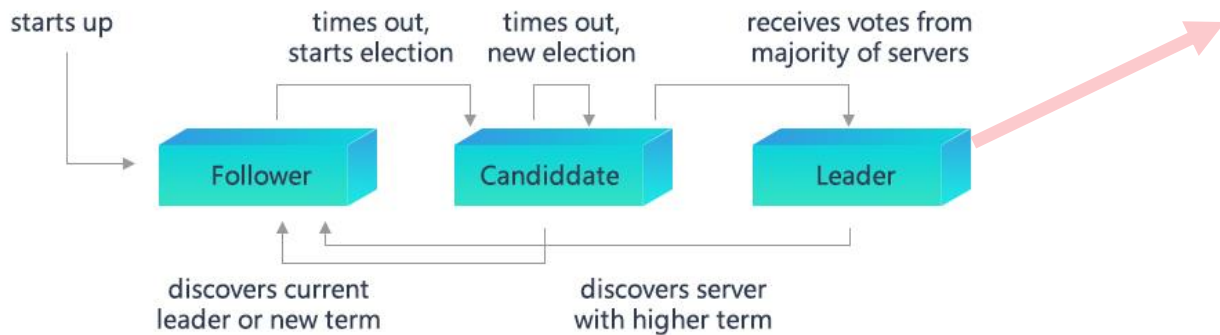 starts up
times out,
starts election
times out,
new election
receives votes from
majority of servers
Follower
Candiddate
Leader
discovers current
leader or new term
discovers server
with higher term